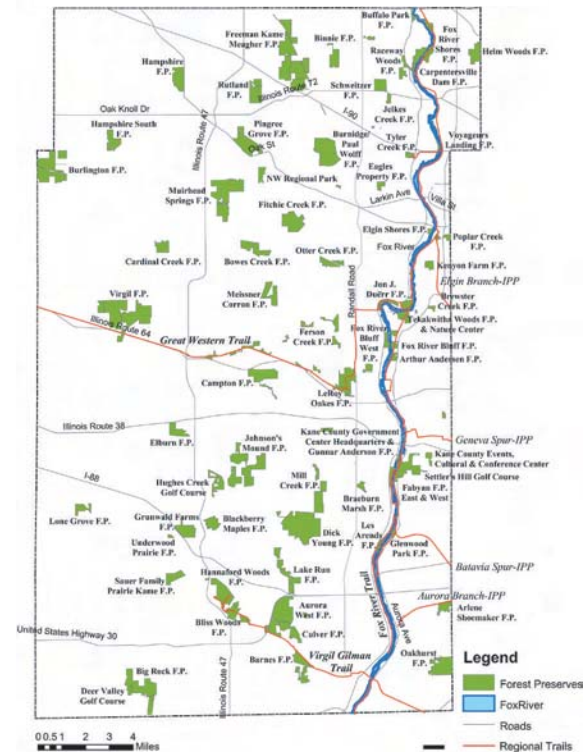 Buffalo Park F.P.
Freeman Kame
Meagher F.P.
Binnie F.P.
Fox
River
Shores F.P.
Raceway
Woods F.P.
Helm Woods F.P.
Hampshire
F.P.
Rutland
F.P.
Illinois Route 72
Schweitzer
F.P.
Carpentersville
Dam F.P.
Illinois Route 47
Oak Knoll Dr
I-90
Jelkes
Creek F.P.
Hampshire South
F.P.
Pingree
Grove F.P.
Oak St
Burnidge/
Paul
Wolff F.P.
Tyler
Creek F.P.
Voyageurs
Landing F.P.
Burlington F.P.
Eagles
Property F.P.
NW Regional Park
Muirhead
Springs F.P.
Larkin Ave
Villa St
Fitchie Creek F.P.
Elgin Shores F.P.
Fox River
Poplar Creek
F.P.
Cardinal Creek F.P.
Bowes Creek F.P.
Otter Creek F.P.
Kenyon Farm F.P.
Randall Road
Elgin Branch-IPP
Meissner
Corron F.P.
Jon J.
Duerr F.P.
Brewster
Creek F.P.
Virgil F.P.
Illinois Route 64
Tekakwitha Woods F.P.
& Nature Center
Great Western Trail
Ferson
Creek F.P.
Fox River
Bluff
West F.P.
Fox River Bluff F.P.
Arthur Andersen F.P.
Campton F.P.
LeRoy
Oakes F.P.
Illinois Route 38
Elburn F.P.
Kane County Government
Center Headquarters &
Gunnar Anderson F.P.
Geneva Spur-IPP
Johnson's
Mound F.P.
Kane County Events,
Cultural & Conference Center
I-88
Hughes Creek
Golf Course
Mill
Creek F.P.
Settler's Hill Golf Course
Braeburn
Marsh F.P.
Fabyan F.P.
East & West
Lone Grove F.P.
Grunwald Farms
F.P.
Blackberry
Maples F.P.
Dick
Young F.P.
Les
Arends
F.P.
Glenwood
Park F.P.
Underwood
Prairie F.P.
Batavia Spur-IPP
Hannaford Woods
F.P.
Lake Run
F.P.
Sauer Family
Prairie Kame F.P.
Fox River Trail
Aurora Branch-IPP
Aurora
West F.P.
Aurora Ave
Arlene
Shoemaker F.P.
United States Highway 30
Bliss Woods
F.P.
Culver F.P.
Virgil Gilman
Trail
Barnes F.P.
Oakhurst F.P.
Big Rock F.P.
Illinois Route 47
Deer Valley
Golf Course
Legend
Forest Preserves
FoxRiver
Roads
Regional Trails
0 0.5 1 2 3 4
Miles